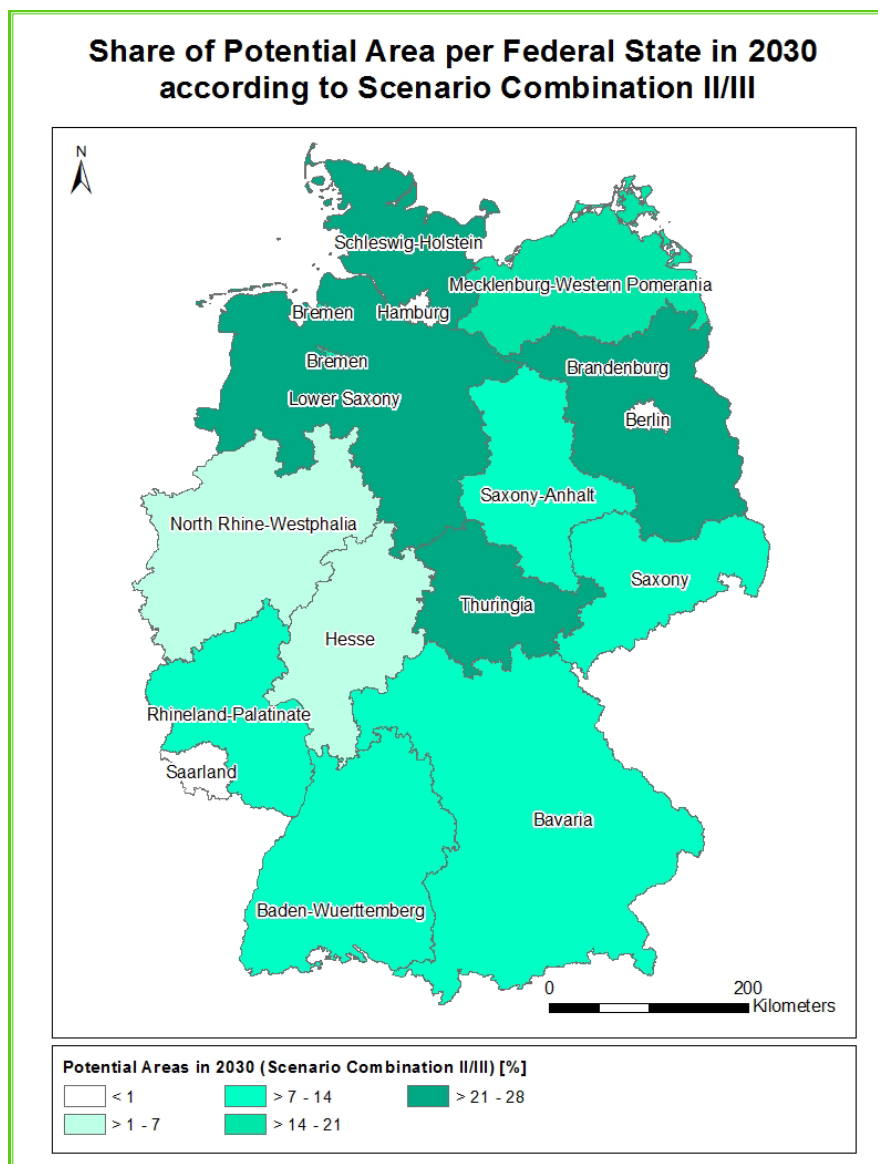 Share of Potential Area per Federal State in 2030
according to Scenario Combination II/III
N
Schleswig-Holstein
Mecklenburg-Western Pomerania
Bremen
Hamburg
Bremen
Brandenburg
Lower Saxony
Berlin
Saxony-Anhalt
North Rhine-Westphalia
Saxony
Thuringia
Hesse
Rhineland-Palatinate
Saarland
Bavaria
Baden-Wuerttemberg
0 200
Kilometers
Potential Areas in 2030 (Scenario Combination II/III) [%]
< 1 > 7 - 14 > 21 - 28
> 1 - 7 > 14 - 21